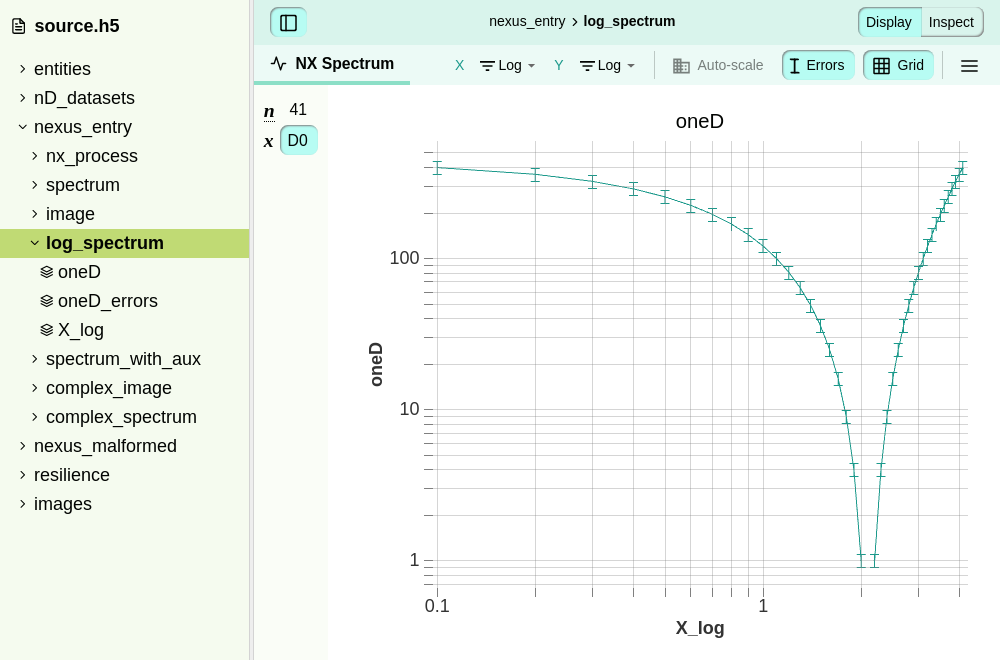 source.h5
entities
nD_datasets
nexus_entry
nx_process
spectrum
image
log_spectrum
oneD
oneD_errors
X_log
spectrum_with_aux
complex_image
complex_spectrum
nexus_malformed
resilience
images
nexus_entry > log_spectrum
Display Inspect
NX Spectrum
X Log Y Log Auto-scale Errors Grid
n 41
x D0
oneD
100
10
1
0.1 1
X_log
oneD